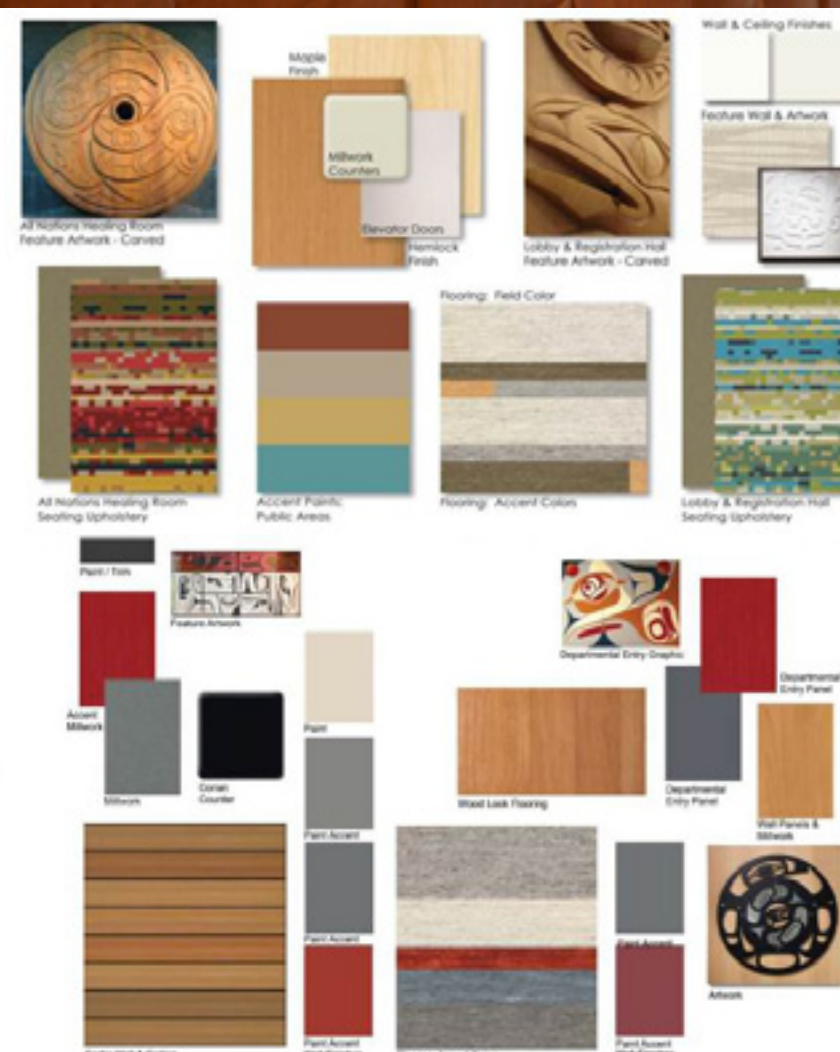 Wall & Ceiling Finishes
Maple
Finish
Feature Wall & Artwork
Millwork
Counters
Elevator Doors
Hemlock
Finish
All Nations Healing Room
Feature Artwork - Carved
Lobby & Registration Hall
Feature Artwork - Carved
Flooring: Field Color
All Nations Healing Room
Seating Upholstery
Accent Paints:
Public Areas
Flooring: Accent Colors
Lobby & Registration Hall
Seating Upholstery
Paint / Trim
Feature Artwork
Departmental Entry Graphic
Departmental
Entry Panel
Accent
Millwork
Paint
Millwork
Corian
Counter
Wood Look Flooring
Departmental
Entry Panel
Wall Panels &
Millwork
Paint Accent
Paint Accent
Paint Accent
Artwork
Paint Accent
Paint Accent